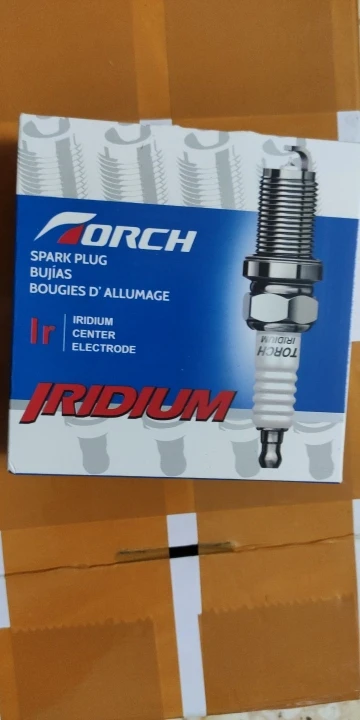 TORCH
SPARK PLUG
BUJÍAS
BOUGIES D' ALLUMAGE
Ir
IRIDIUM
CENTER
ELECTRODE
TORCH
IRIDIUM
IRIDIUM